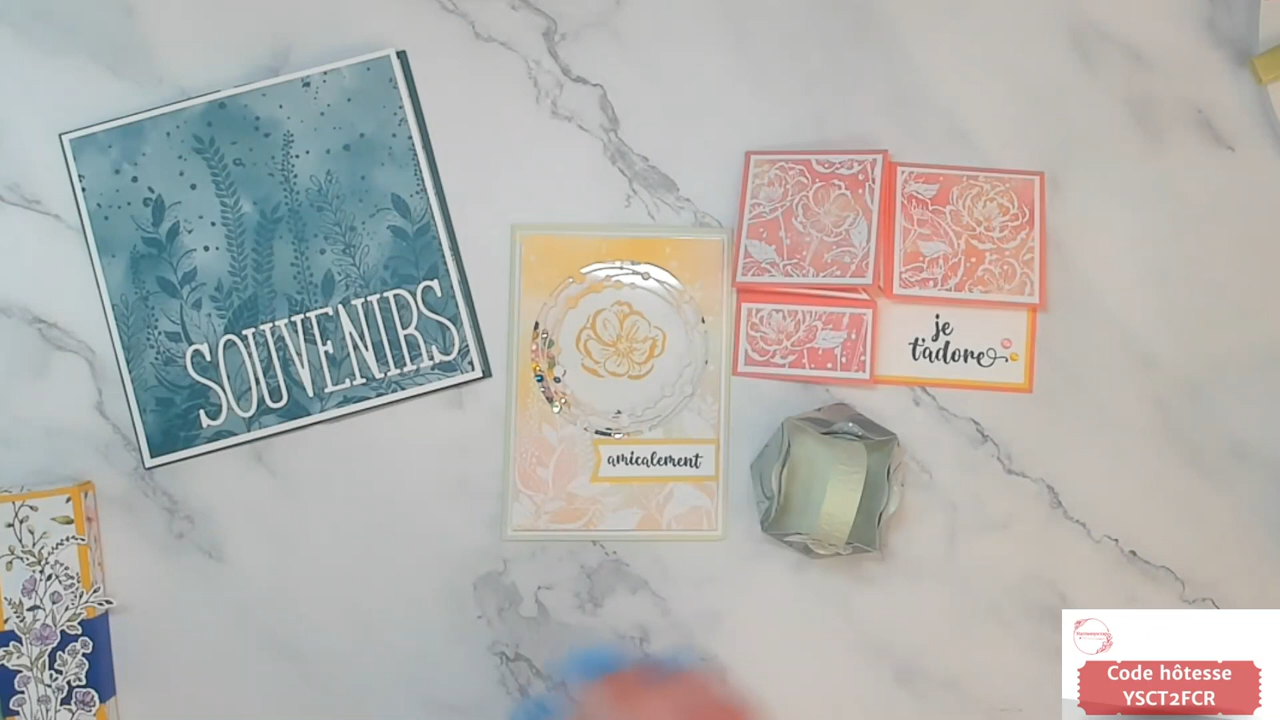 SOUVENIRS
amicalement
je
t'adore
Code hôtesse
YSCT2FCR